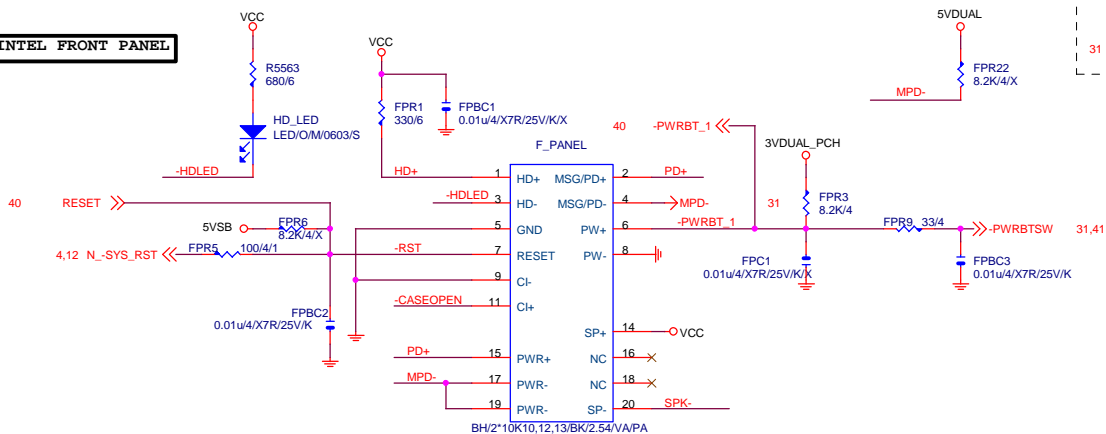 INTEL FRONT PANEL
VCC
R5563
680/6
HD_LED
LED/O/M/0603/S
-HDLED
VCC
FPR1
330/6
FPBC1
0.01u/4/X7R/25V/K/X
HD+
-HDLED
40 RESET
5VSB
FPR6
8.2K/4/X
4,12 N_-SYS_RST
FPR5
100/4/1
-RST
-CASEOPEN
FPBC2
0.01u/4/X7R/25V/K
PD+
MPD-
F_PANEL
1 HD+ MSG/PD+ 2
3 HD- MSG/PD- 4
5 GND PW+ 6
7 RESET PW- 8
9 CI-
11 CI+
SP+ 14
15 PWR+ NC 16
17 PWR- NC 18
19 PWR- SP- 20
BH/2*10K10,12,13/BK/2.54/VA/PA
PD+
MPD-
31
-PWRBT_1
VCC
SPK-
40 -PWRBT_1
5VDUAL
FPR22
8.2K/4/X
MPD-
3VDUAL_PCH
FPR3
8.2K/4
FPR9 33/4
-PWRBTSW 31,41
FPC1
0.01u/4/X7R/25V/K/X
FPBC3
0.01u/4/X7R/25V/K
31